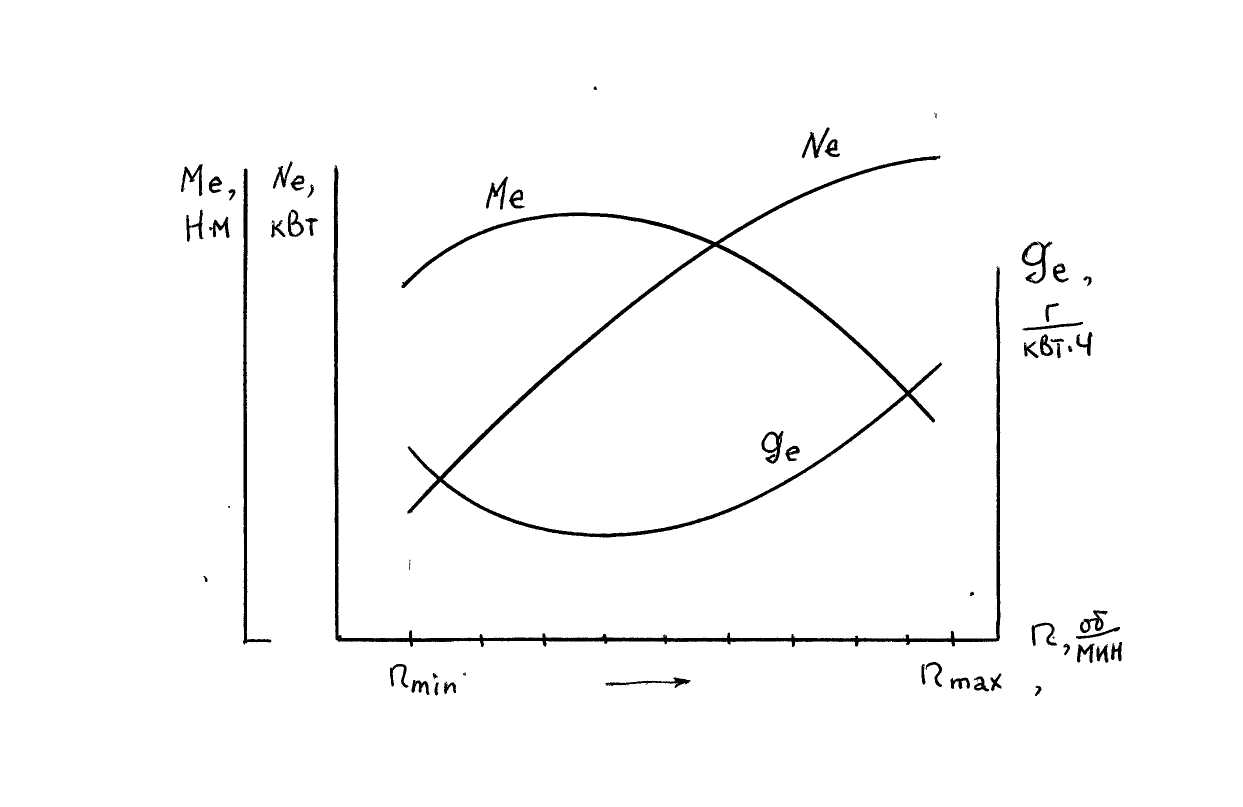 Me,
Н·м
Ne,
кВт
Me
Ne
ge,
г
кВт·ч
ge
n, об
мин
nmin
nmax,